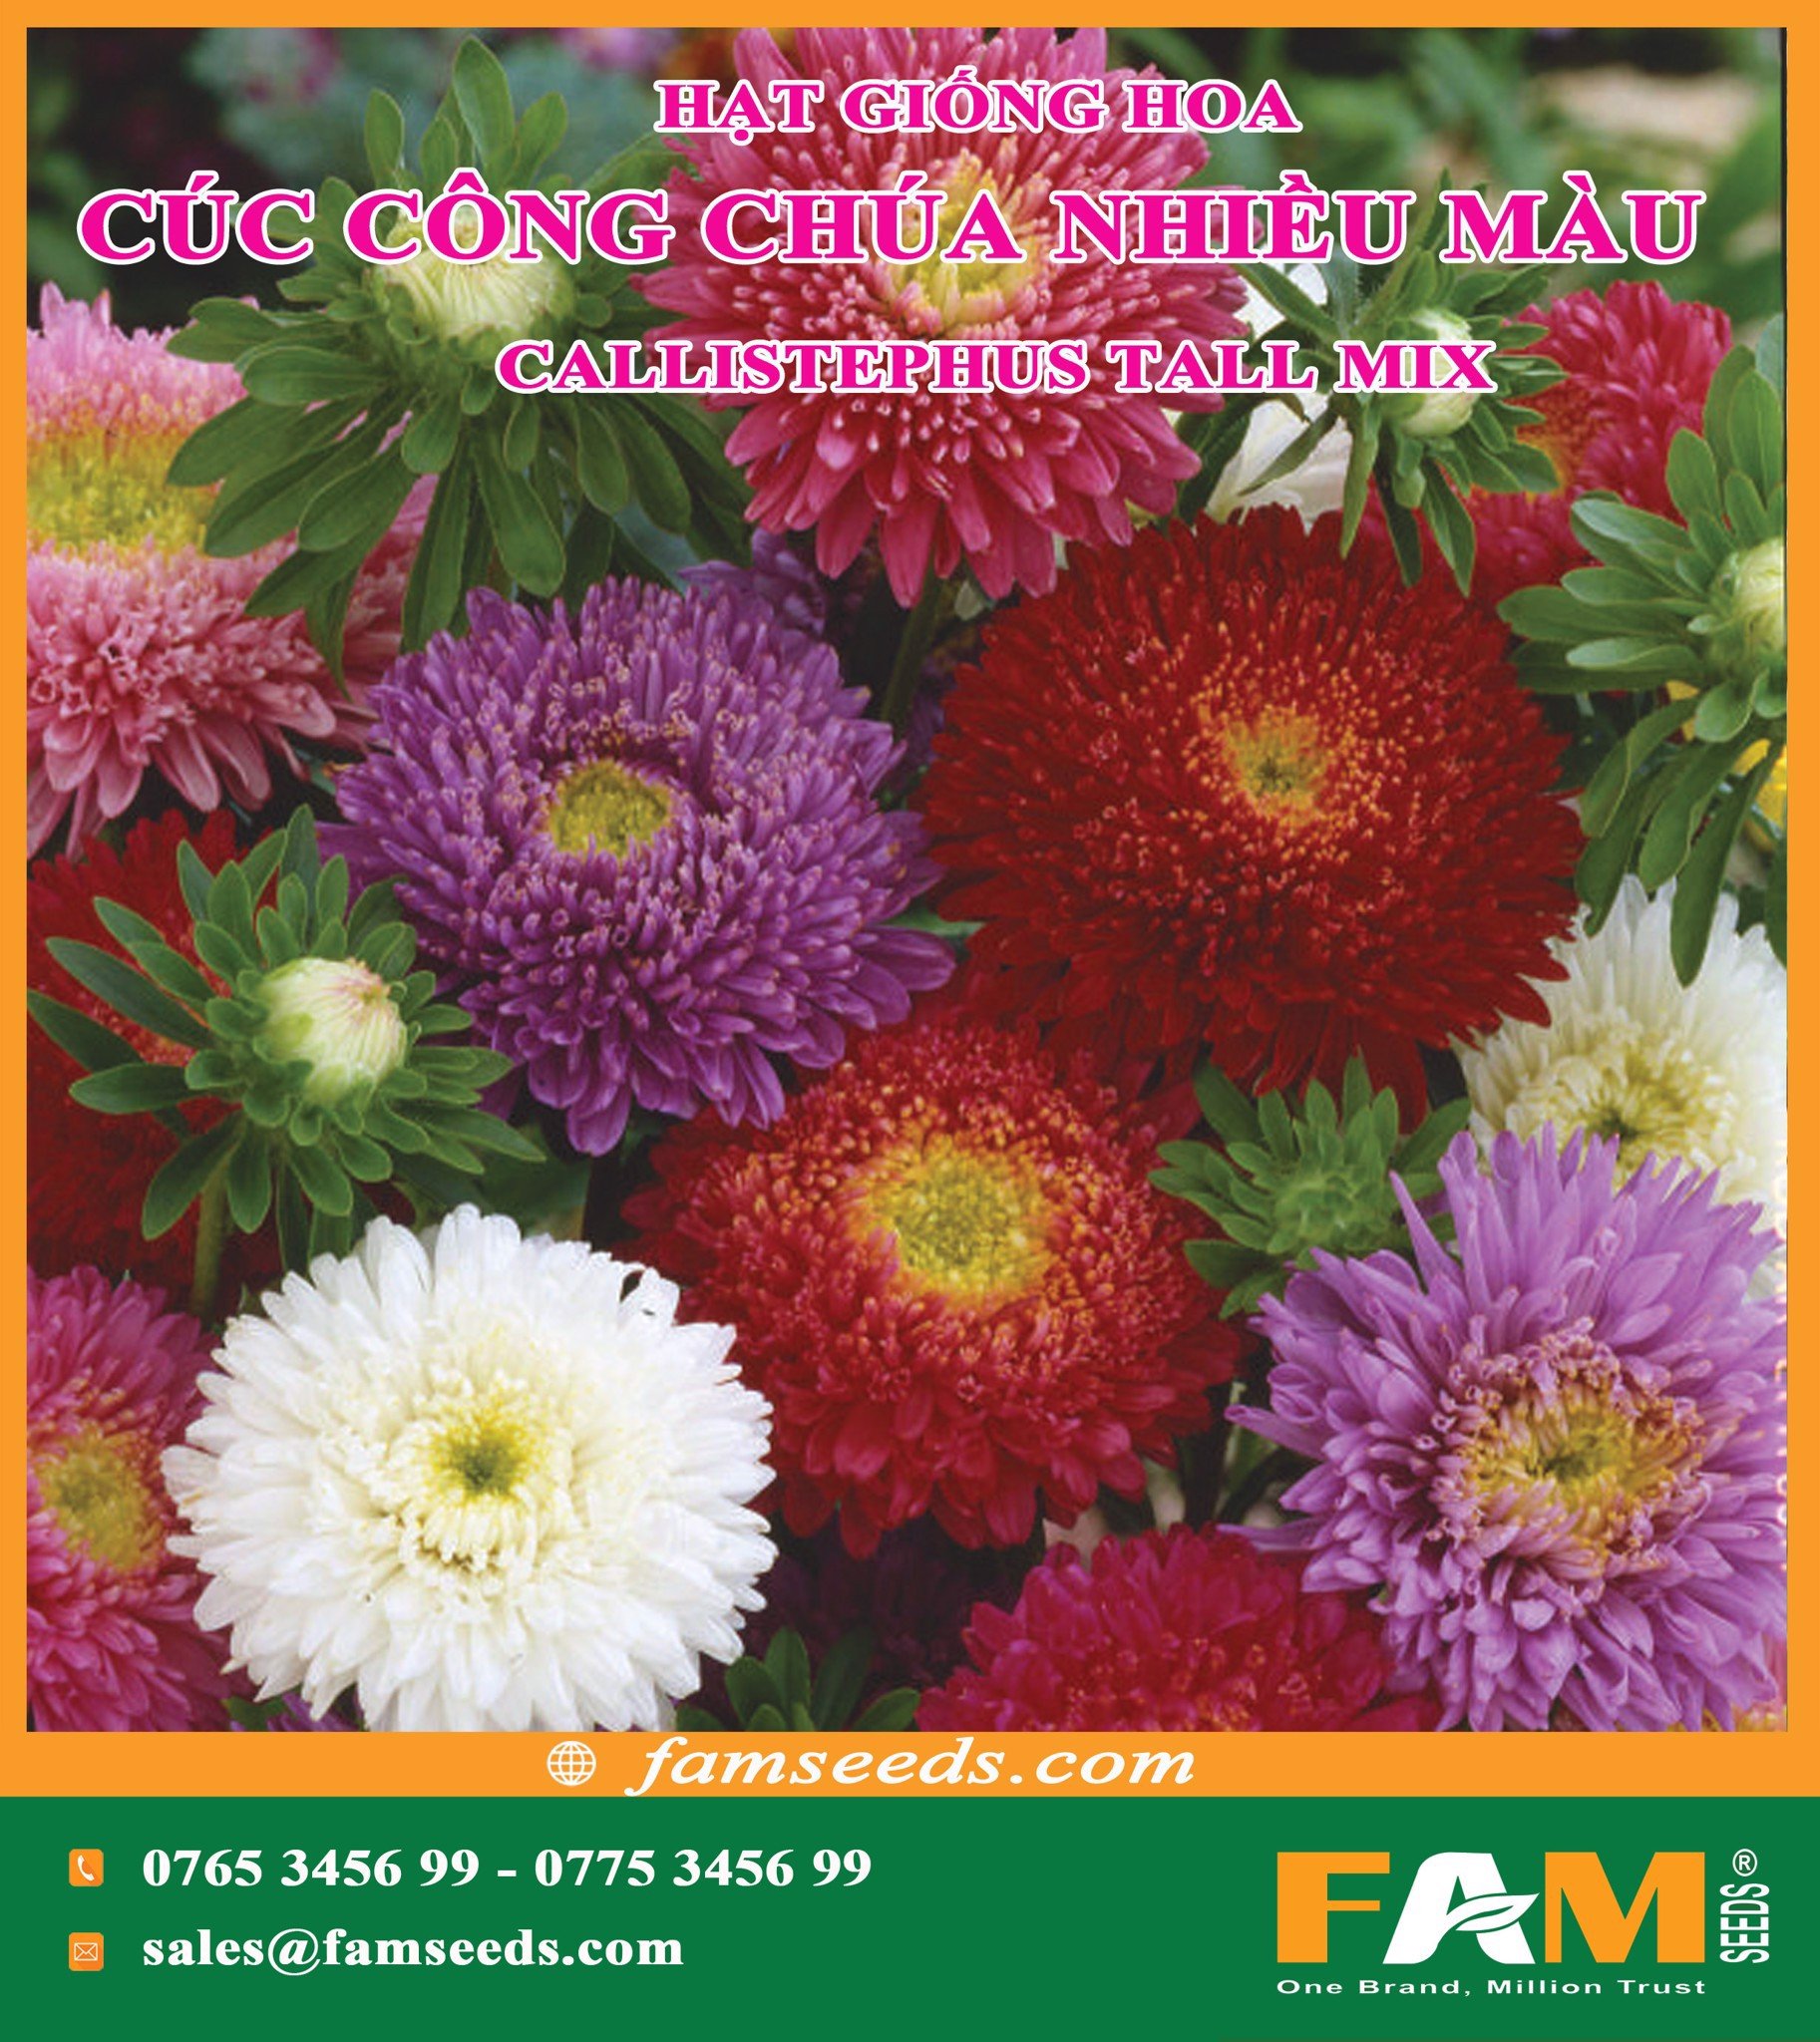 HẠT GIỐNG HOA
CÚC CÔNG CHÚA NHIỀU MÀU
CALLISTEPHUS TALL MIX
famseeds.com
0765 3456 99 - 0775 3456 99
sales@famseeds.com
FAM SEEDS®
One Brand, Million Trust